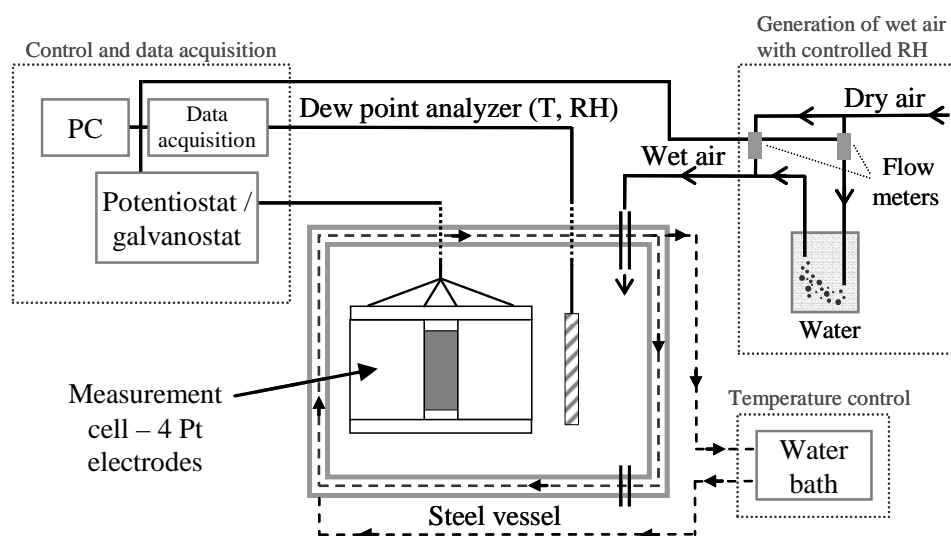 Generation of wet air
with controlled RH
Control and data acquisition
PC
Data
acquisition
Dew point analyzer (T, RH)
Dry air
Wet air
Flow
meters
Potentiostat /
galvanostat
Water
Measurement
cell – 4 Pt
electrodes
Temperature control
Water
bath
Steel vessel